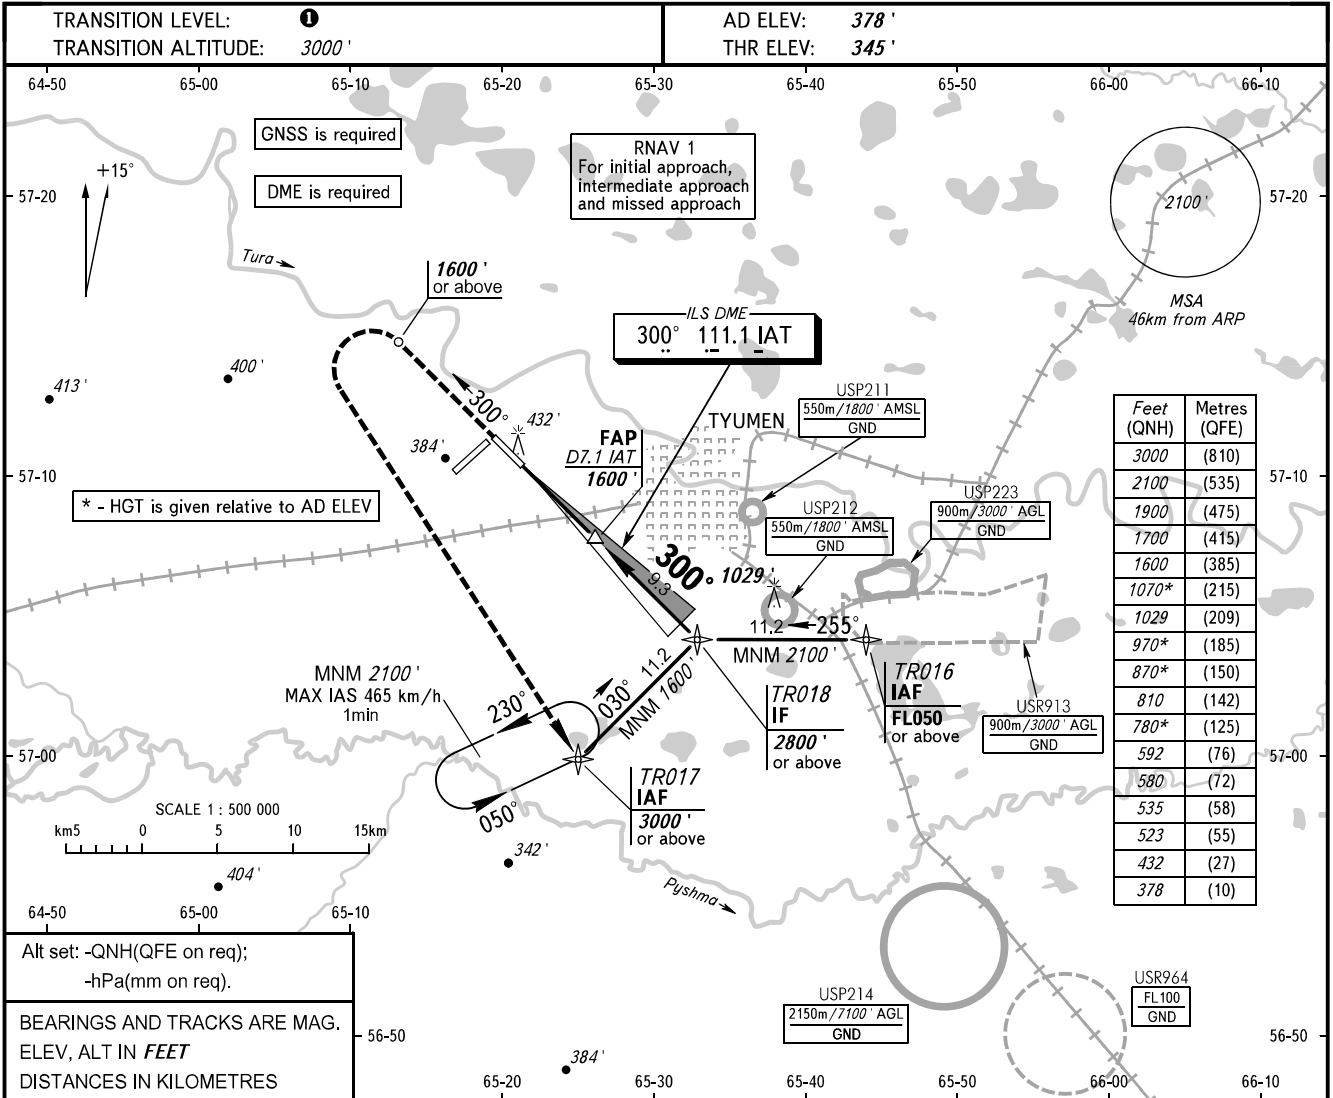 TRANSITION LEVEL: ❶
TRANSITION ALTITUDE: 3000'
AD ELEV: 378'
THR ELEV: 345'
64-50 65-00 65-10 65-20 65-30 65-40 65-50 66-00 66-10
GNSS is required
DME is required
RNAV 1
For initial approach,
intermediate approach
and missed approach
+15°
57-20
57-20
2100'
MSA
46km from ARP
Tura
1600'
or above
ILS DME
300° 111.1 IAT
413'
400'
300°
432'
384'
FAP
D7.1 IAT
1600'
TYUMEN
USP211
550m/1800' AMSL
GND
57-10
57-10
* - HGT is given relative to AD ELEV
USP212
550m/1800' AMSL
GND
USP223
900m/3000' AGL
GND
300°
9.3
1029'
11.2
255°
MNM 2100'
11.2
030°
MNM 1600'
MNM 2100'
MAX IAS 465 km/h
1min
230°
050°
TR018
IF
2800'
or above
TR016
IAF
FL050
or above
USR913
900m/3000' AGL
GND
57-00
57-00
TR017
IAF
3000'
or above
SCALE 1 : 500 000
km5 0 5 10 15km
342'
404'
Pyshma
Feet (QNH) Metres (QFE)
3000 (810)
2100 (535)
1900 (475)
1700 (415)
1600 (385)
1070* (215)
1029 (209)
970* (185)
870* (150)
810 (142)
780* (125)
592 (76)
580 (72)
535 (58)
523 (55)
432 (27)
378 (10)
64-50 65-00 65-10
Alt set: -QNH(QFE on req);
-hPa(mm on req).
BEARINGS AND TRACKS ARE MAG.
ELEV, ALT IN FEET
DISTANCES IN KILOMETRES
USP214
2150m/7100' AGL
GND
USR964
FL100
GND
56-50
56-50
384'
65-20 65-30 65-40 65-50 66-00 66-10